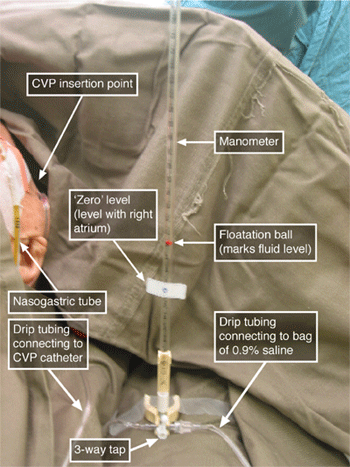 CVP insertion point
Manometer
'Zero' level
(level with right
atrium)
Floatation ball
(marks fluid level)
Nasogastric tube
Drip tubing
connecting to
CVP catheter
Drip tubing
connecting to bag
of 0.9% saline
3-way tap